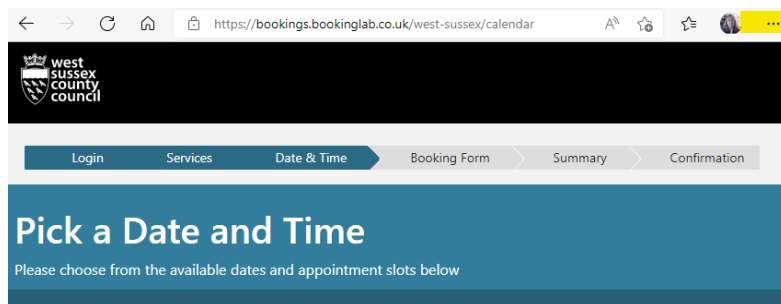 https://bookings.bookinglab.co.uk/west-sussex/calendar
west
sussex
county
council
Login Services Date & Time Booking Form Summary Confirmation
Pick a Date and Time
Please choose from the available dates and appointment slots below